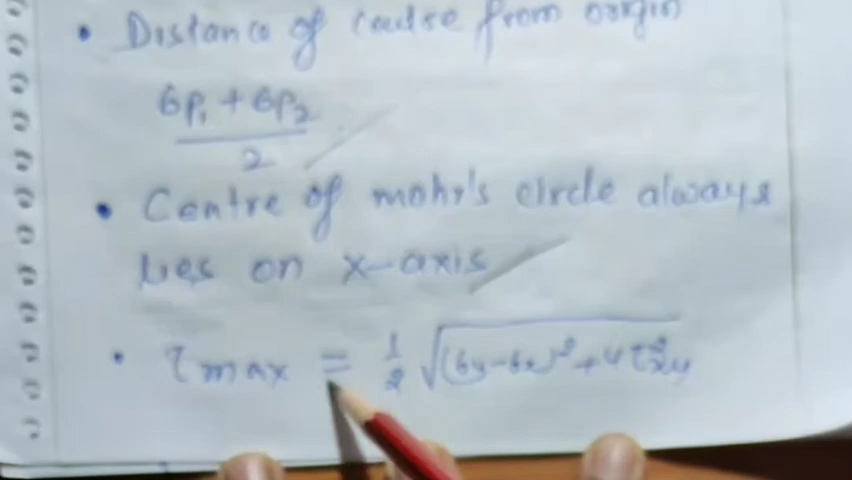 • Distance of centre from origin
σp₁ + σp₂
2
• Centre of mohr's circle always
lies on x-axis
• τmax = 1/2 √(σy-σx)² + 4τ²xy